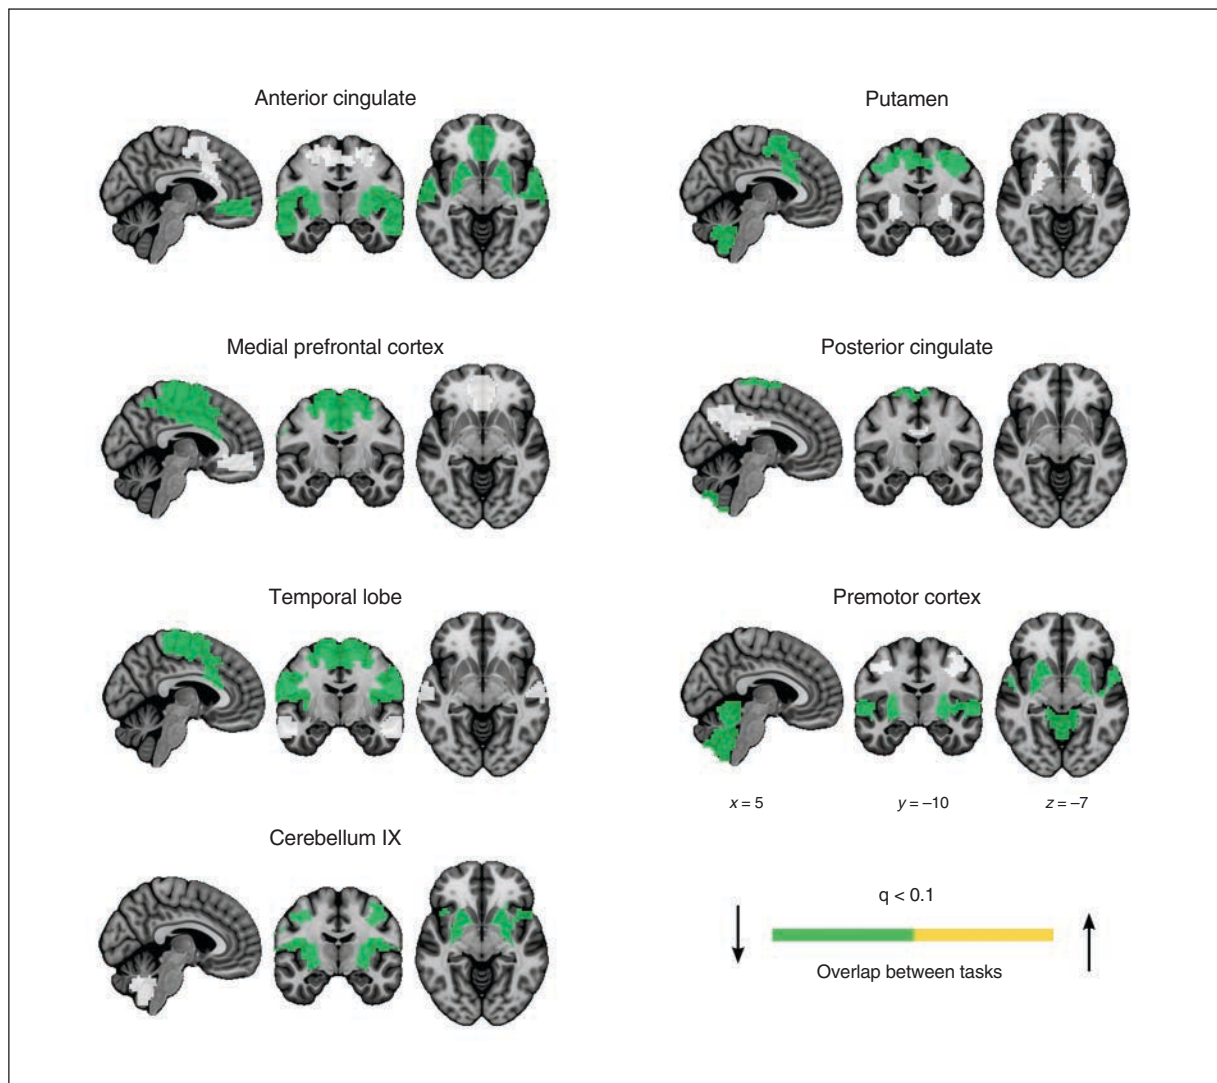 Anterior cingulate
Putamen
Medial prefrontal cortex
Posterior cingulate
Temporal lobe
Premotor cortex
x = 5
y = –10
z = –7
Cerebellum IX
q < 0.1
Overlap between tasks